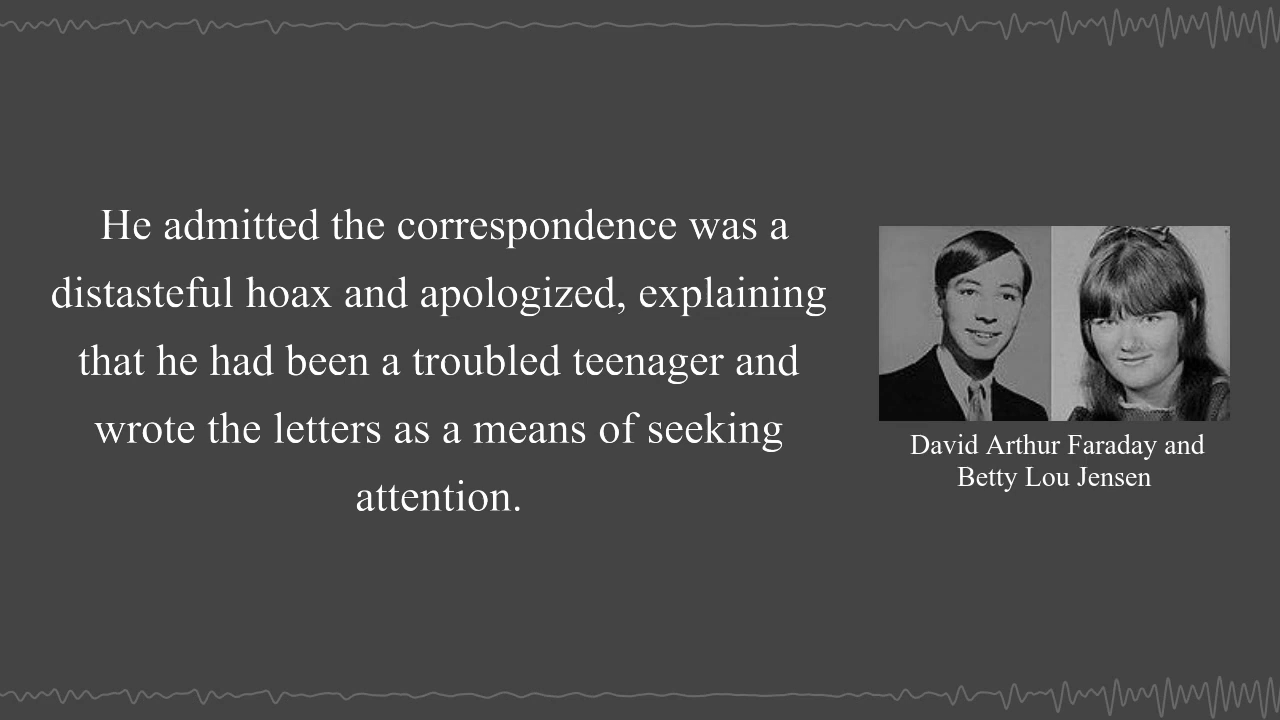 He admitted the correspondence was a
distasteful hoax and apologized, explaining
that he had been a troubled teenager and
wrote the letters as a means of seeking
attention.
David Arthur Faraday and
Betty Lou Jensen